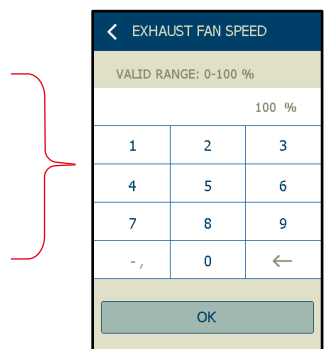 EXHAUST FAN SPEED
VALID RANGE: 0-100 %
100 %
1 2 3
4 5 6
7 8 9
- , 0
OK